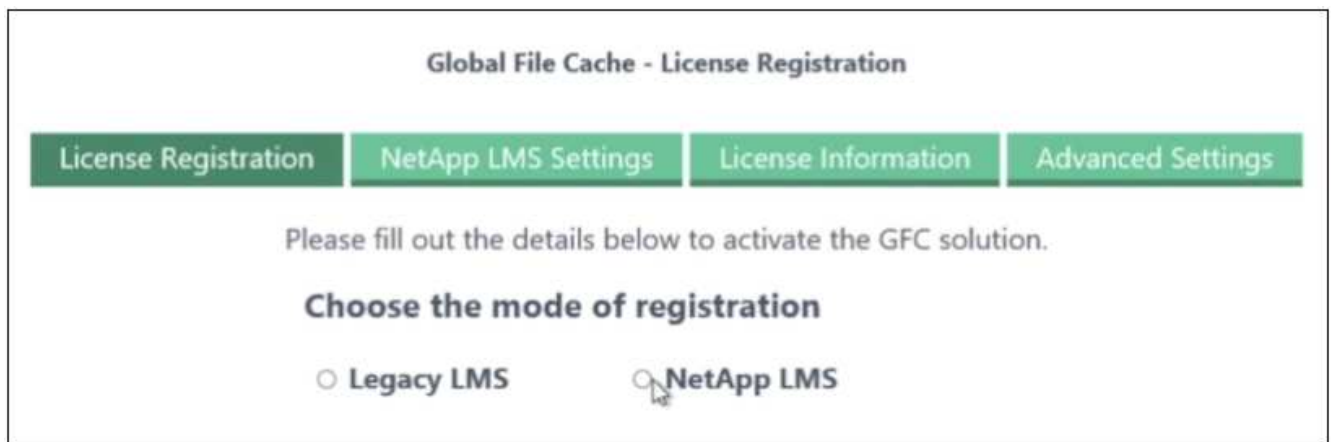 Global File Cache - License Registration
License Registration NetApp LMS Settings License Information Advanced Settings
Please fill out the details below to activate the GFC solution.
Choose the mode of registration
Legacy LMS NetApp LMS